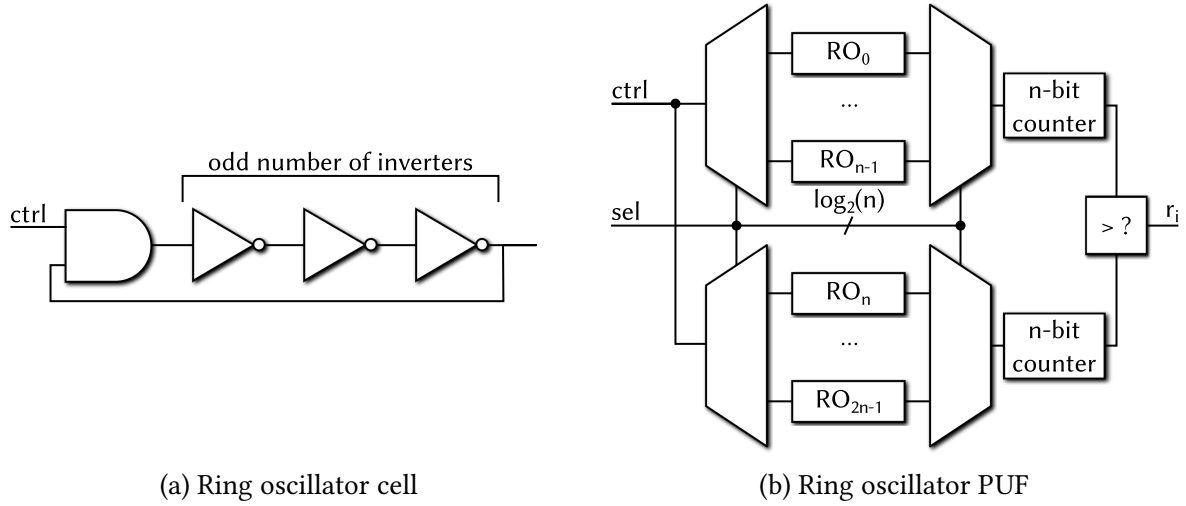 odd number of inverters
ctrl
(a) Ring oscillator cell
RO₀
ctrl
...
n-bit
counter
ROₙ₋₁
log₂(n)
sel
> ?
rᵢ
ROₙ
...
n-bit
counter
RO₂ₙ₋₁
(b) Ring oscillator PUF